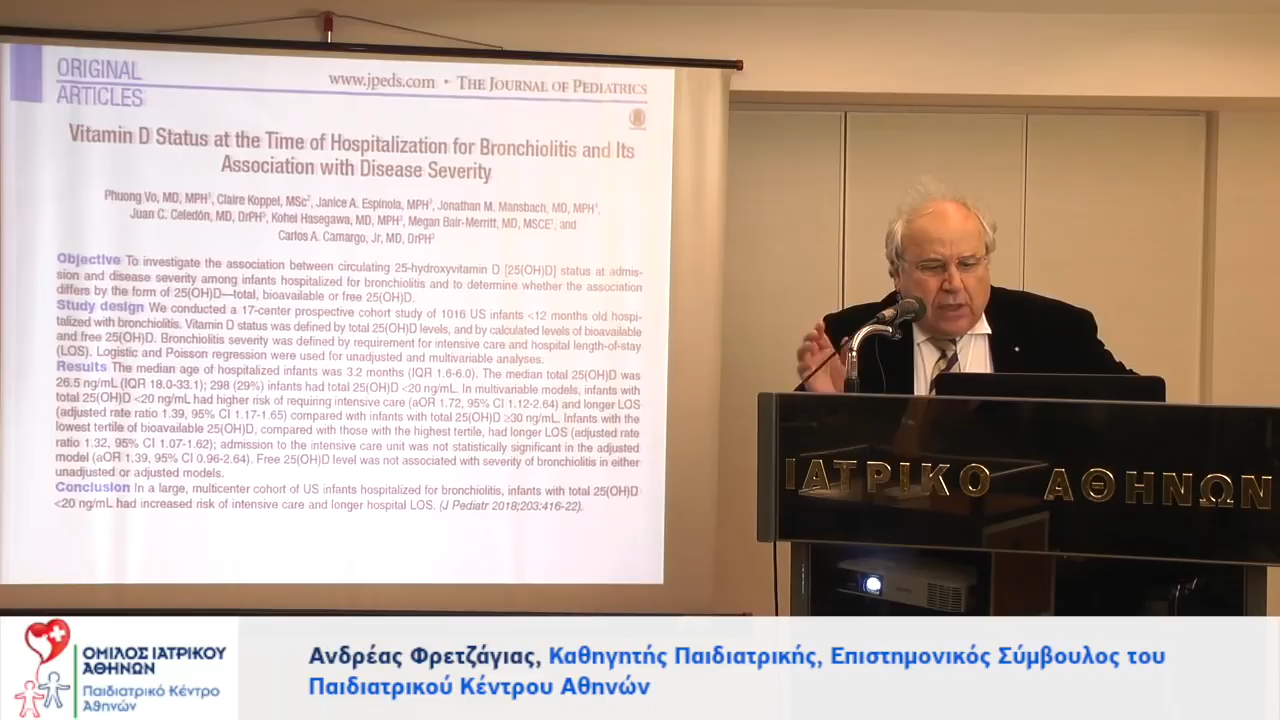 ORIGINAL
ARTICLES
www.jpeds.com • THE JOURNAL OF PEDIATRICS
Vitamin D Status at the Time of Hospitalization for Bronchiolitis and Its
Association with Disease Severity
Phuong Vo, MD, MPH¹, Claire Koppel, MSc², Janice A. Espinola, MPH³, Jonathan M. Mansbach, MD, MPH⁴,
Juan C. Celedón, MD, DrPH⁵, Kohei Hasegawa, MD, MPH³, Megan Bair-Merritt, MD, MSCE¹, and
Carlos A. Camargo, Jr, MD, DrPH³
Objective To investigate the association between circulating 25-hydroxyvitamin D [25(OH)D] status at admis-
sion and disease severity among infants hospitalized for bronchiolitis and to determine whether the association
differs by the form of 25(OH)D—total, bioavailable or free 25(OH)D.
Study design We conducted a 17-center prospective cohort study of 1016 US infants <12 months old hospi-
talized with bronchiolitis. Vitamin D status was defined by total 25(OH)D levels, and by calculated levels of bioavailable
and free 25(OH)D. Bronchiolitis severity was defined by requirement for intensive care and hospital length-of-stay
(LOS). Logistic and Poisson regression were used for unadjusted and multivariable analyses.
Results The median age of hospitalized infants was 3.2 months (IQR 1.6-6.0). The median total 25(OH)D was
26.5 ng/mL (IQR 18.0-33.1); 298 (29%) infants had total 25(OH)D <20 ng/mL. In multivariable models, infants with
total 25(OH)D <20 ng/mL had higher risk of requiring intensive care (aOR 1.72, 95% CI 1.12-2.64) and longer LOS
(adjusted rate ratio 1.39, 95% CI 1.17-1.65) compared with infants with total 25(OH)D ≥30 ng/mL. Infants with the
lowest tertile of bioavailable 25(OH)D, compared with those with the highest tertile, had longer LOS (adjusted rate
ratio 1.32, 95% CI 1.07-1.62); admission to the intensive care unit was not statistically significant in the adjusted
model (aOR 1.39, 95% CI 0.96-2.64). Free 25(OH)D level was not associated with severity of bronchiolitis in either
unadjusted or adjusted models.
Conclusion In a large, multicenter cohort of US infants hospitalized for bronchiolitis, infants with total 25(OH)D
<20 ng/mL had increased risk of intensive care and longer hospital LOS. (J Pediatr 2018;203:416-22).
ΙΑΤΡΙΚΟ ΑΘΗΝΩΝ
ΟΜΙΛΟΣ ΙΑΤΡΙΚΟΥ
ΑΘΗΝΩΝ
Παιδιατρικό Κέντρο
Αθηνών
Ανδρέας Φρετζάγιας, Καθηγητής Παιδιατρικής, Επιστημονικός Σύμβουλος του
Παιδιατρικού Κέντρου Αθηνών